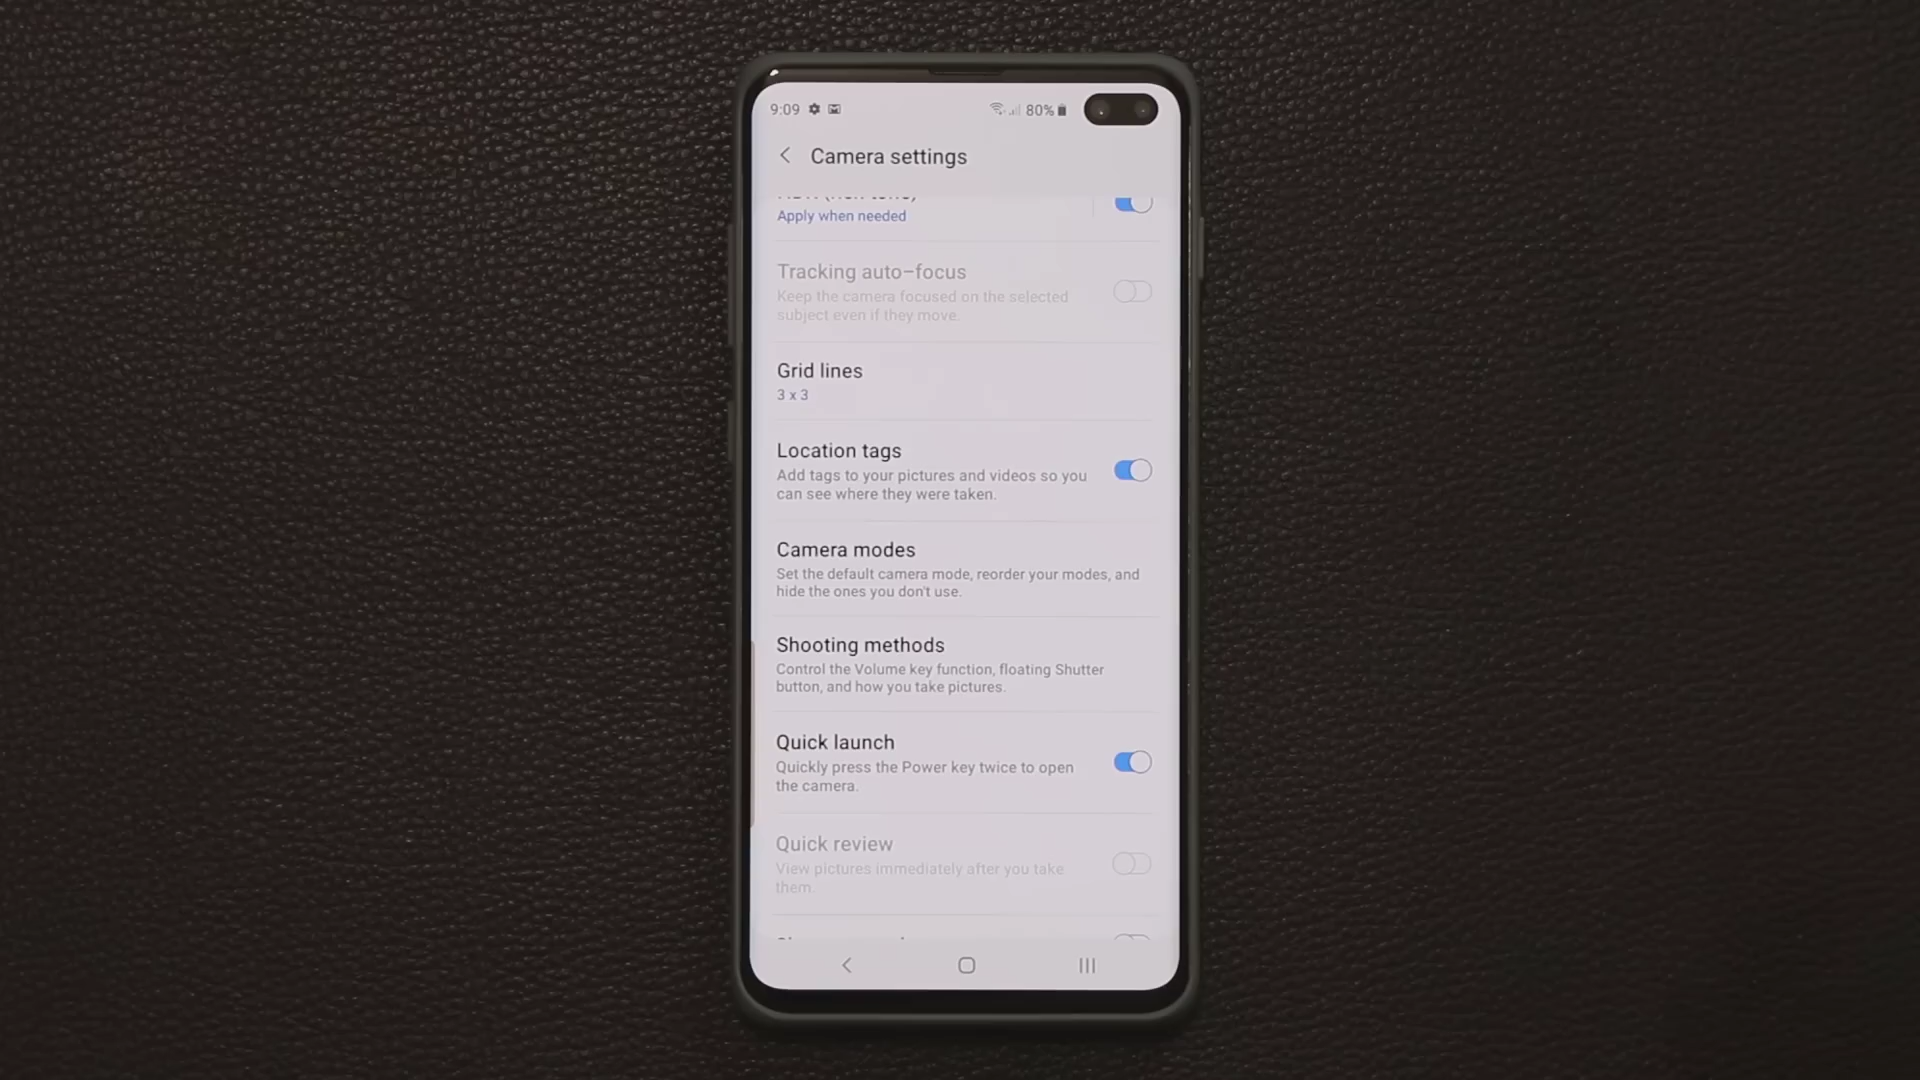 9:09 80%
Camera settings
Apply when needed
Tracking auto-focus
Keep the camera focused on the selected
subject even if they move.
Grid lines
3 x 3
Location tags
Add tags to your pictures and videos so you
can see where they were taken.
Camera modes
Set the default camera mode, reorder your modes, and
hide the ones you don't use.
Shooting methods
Control the Volume key function, floating Shutter
button, and how you take pictures.
Quick launch
Quickly press the Power key twice to open
the camera.
Quick review
View pictures immediately after you take
them.